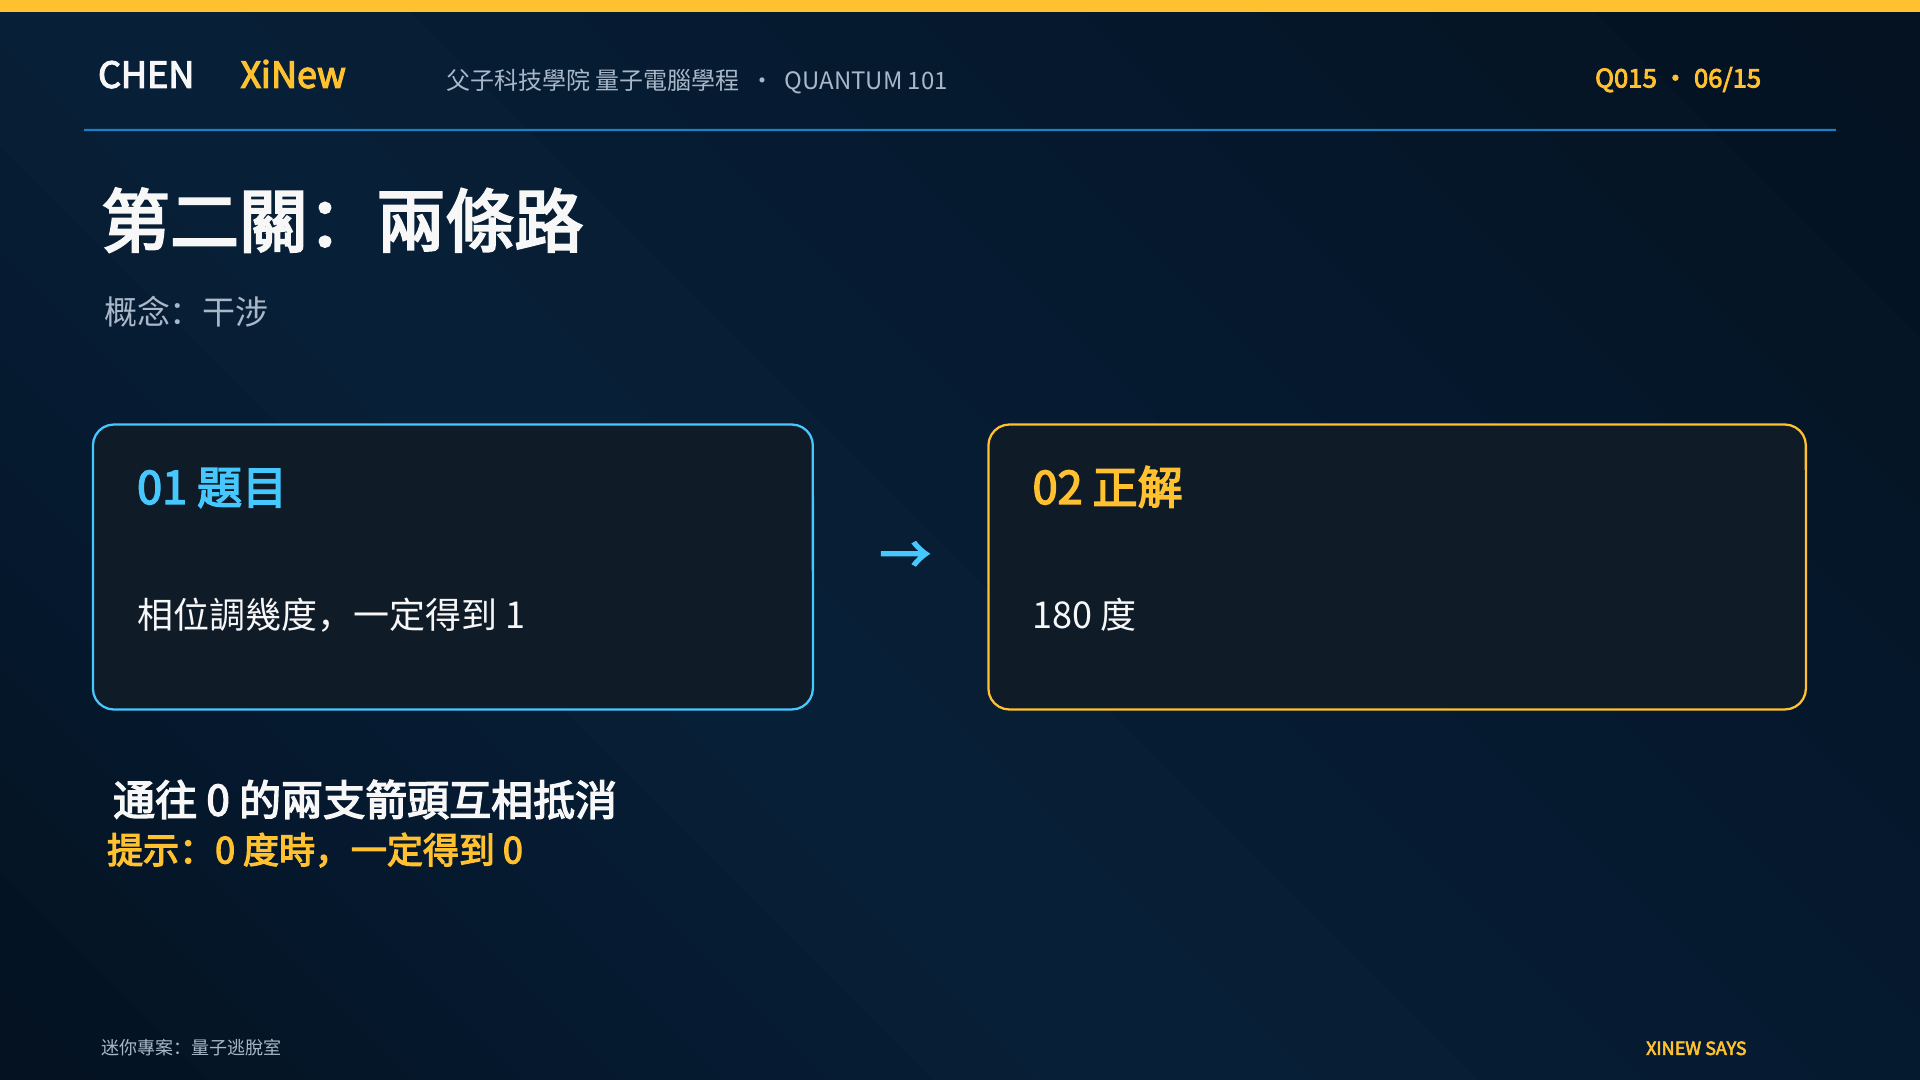 CHEN XiNew 父子科技學院 量子電腦學程 • QUANTUM 101 Q015 • 06/15
第二關：兩條路
概念：干涉
01 題目
相位調幾度，一定得到 1
→
02 正解
180 度
通往 0 的兩支箭頭互相抵消
提示：0 度時，一定得到 0
迷你專案：量子逃脫室 XINEW SAYS